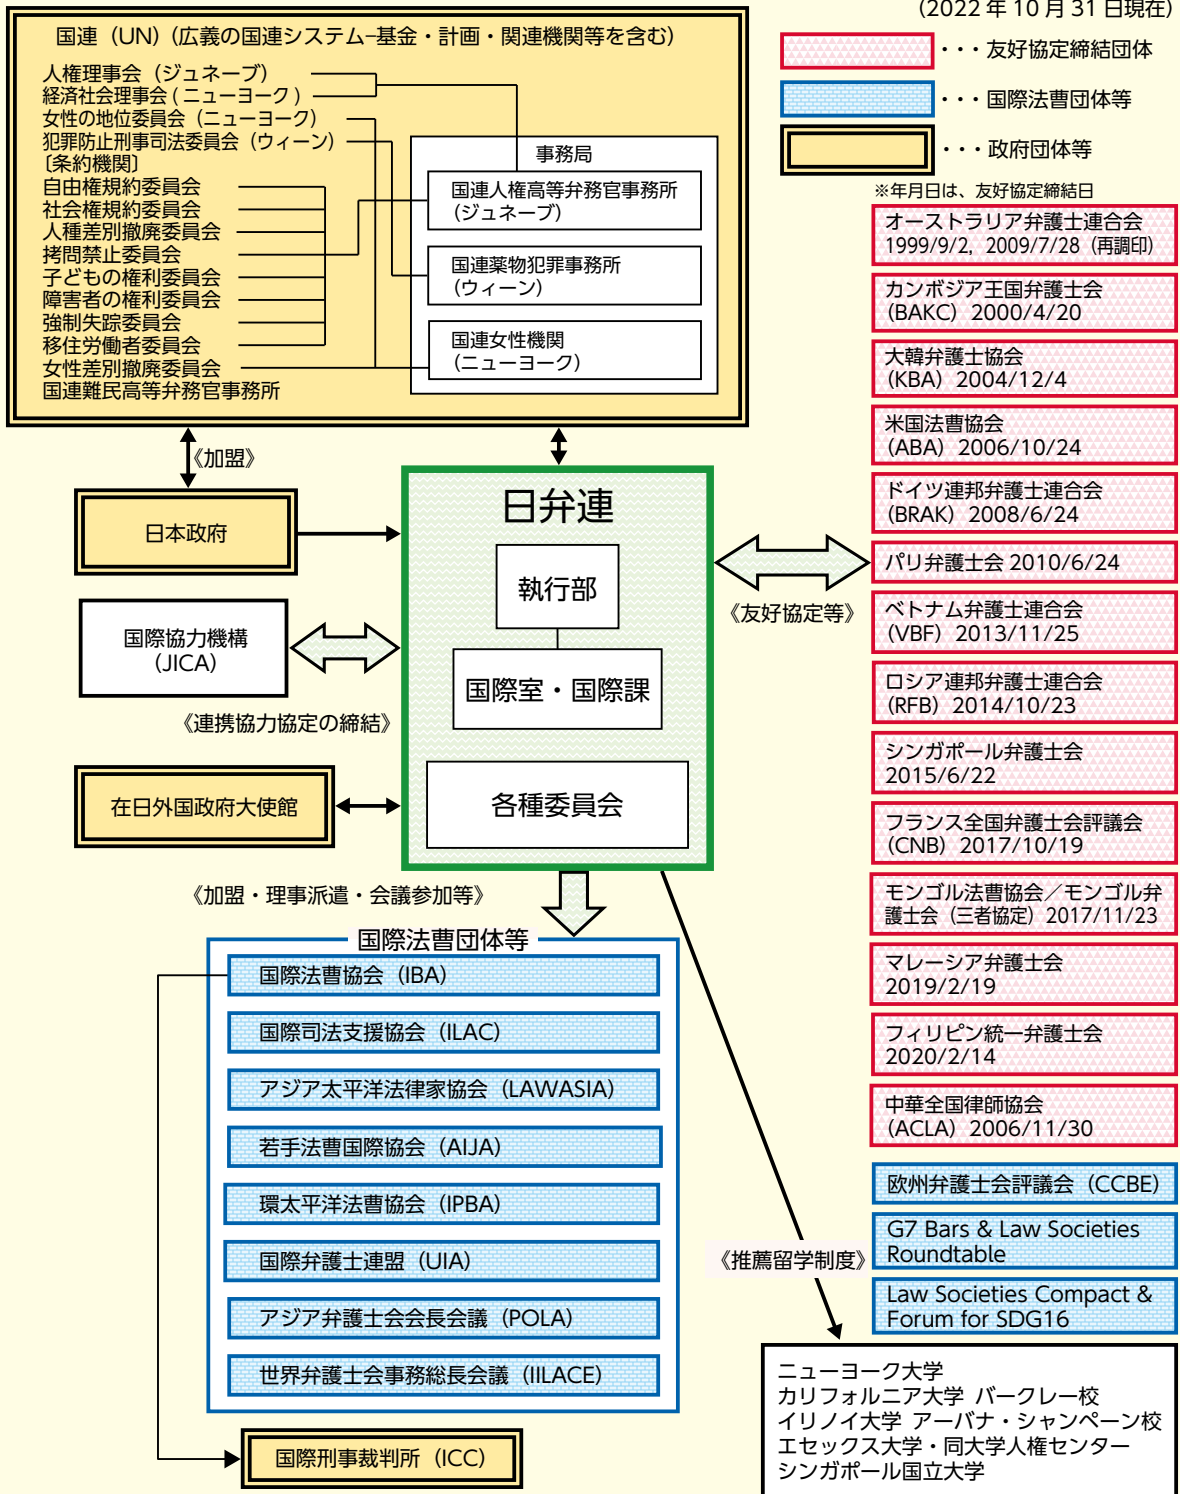 （2022 年 10 月 31 日現在）
・・・友好協定締結団体
・・・国際法曹団体等
・・・政府団体等
※年月日は、友好協定締結日
国連（UN）（広義の国連システム–基金・計画・関連機関等を含む）
人権理事会（ジュネーブ）
経済社会理事会 ( ニューヨーク )
女性の地位委員会（ニューヨーク）
犯罪防止刑事司法委員会（ウィーン）
〔条約機関〕
自由権規約委員会
社会権規約委員会
人種差別撤廃委員会
拷問禁止委員会
子どもの権利委員会
障害者の権利委員会
強制失踪委員会
移住労働者委員会
女性差別撤廃委員会
国連難民高等弁務官事務所
事務局
国連人権高等弁務官事務所
（ジュネーブ）
国連薬物犯罪事務所
（ウィーン）
国連女性機関
（ニューヨーク）
《加盟》
日本政府
国際協力機構
（JICA）
《連携協力協定の締結》
在日外国政府大使館
日弁連
執行部
国際室・国際課
各種委員会
《友好協定等》
オーストラリア弁護士連合会
1999/9/2，2009/7/28（再調印）
カンボジア王国弁護士会
（BAKC）2000/4/20
大韓弁護士協会
（KBA）2004/12/4
米国法曹協会
（ABA）2006/10/24
ドイツ連邦弁護士連合会
（BRAK）2008/6/24
パリ弁護士会 2010/6/24
ベトナム弁護士連合会
（VBF）2013/11/25
ロシア連邦弁護士連合会
（RFB）2014/10/23
シンガポール弁護士会
2015/6/22
フランス全国弁護士会評議会
（CNB）2017/10/19
モンゴル法曹協会／モンゴル弁
護士会（三者協定）2017/11/23
マレーシア弁護士会
2019/2/19
フィリピン統一弁護士会
2020/2/14
中華全国律師協会
（ACLA）2006/11/30
欧州弁護士会評議会（CCBE）
G7 Bars & Law Societies
Roundtable
Law Societies Compact &
Forum for SDG16
《加盟・理事派遣・会議参加等》
国際法曹団体等
国際法曹協会（IBA）
国際司法支援協会（ILAC）
アジア太平洋法律家協会（LAWASIA）
若手法曹国際協会（AIJA）
環太平洋法曹協会（IPBA）
国際弁護士連盟（UIA）
アジア弁護士会会長会議（POLA）
世界弁護士会事務総長会議（IILACE）
国際刑事裁判所（ICC）
《推薦留学制度》
ニューヨーク大学
カリフォルニア大学 バークレー校
イリノイ大学 アーバナ・シャンペーン校
エセックス大学・同大学人権センター
シンガポール国立大学